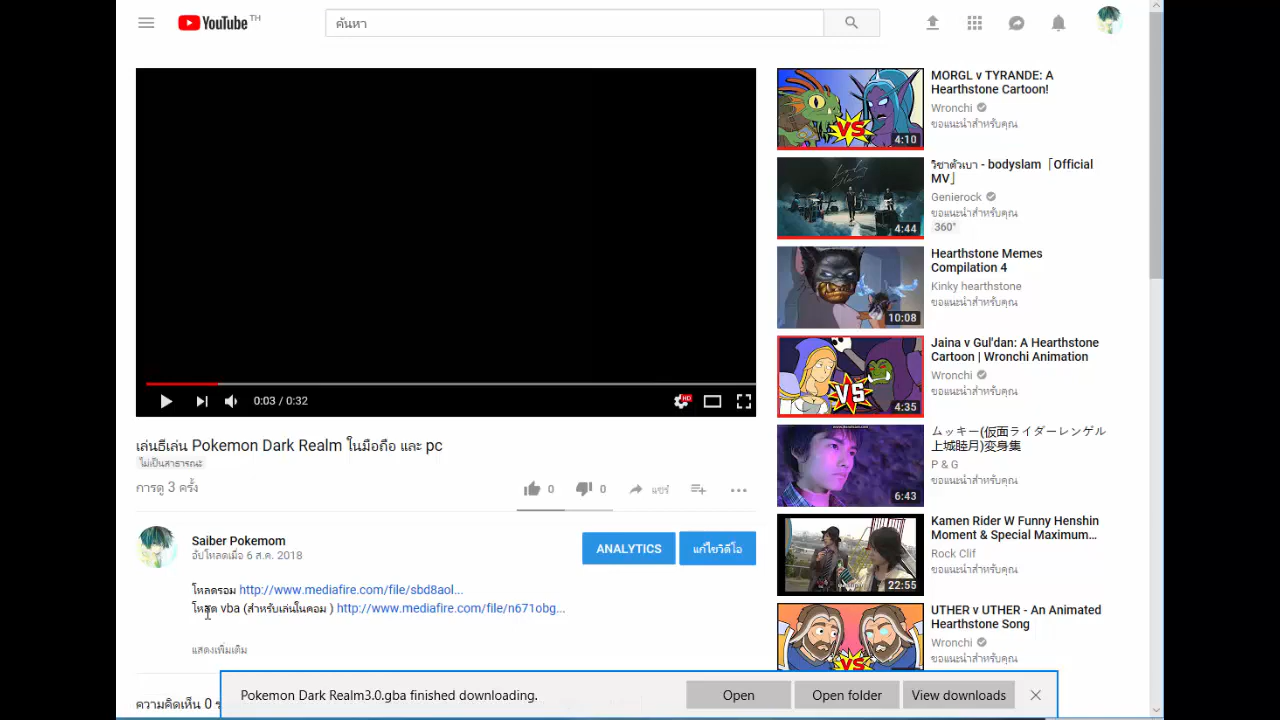 YouTube TH
ค้นหา
0:03 / 0:32
HD
เล่นธีเล่น Pokemon Dark Realm ในมือถือ และ pc
ไม่เป็นสาธารณะ
การดู 3 ครั้ง
0
0
แชร์
Saiber Pokemom
อัปโหลดเมื่อ 6 ส.ค. 2018
ANALYTICS
แก้ไขวิดีโอ
โหลดรอม http://www.mediafire.com/file/sbd8aol...
โหสุด vba (สำหรับเล่นในคอม ) http://www.mediafire.com/file/n671obg...
แสดงเพิ่มเติม
ความคิดเห็น 0
MORGL v TYRANDE: A
Hearthstone Cartoon!
Wronchi
ขอแนะนำสำหรับคุณ
VS
4:10
วิชาตัวเบา - bodyslam「Official
MV」
Genierock
ขอแนะนำสำหรับคุณ
360°
4:44
Hearthstone Memes
Compilation 4
Kinky hearthstone
ขอแนะนำสำหรับคุณ
10:08
Jaina v Gul'dan: A Hearthstone
Cartoon | Wronchi Animation
Wronchi
ขอแนะนำสำหรับคุณ
VS
4:35
ムッキー(仮面ライダーレンゲル
上城睦月)変身集
P & G
ขอแนะนำสำหรับคุณ
6:43
Kamen Rider W Funny Henshin
Moment & Special Maximum...
Rock Clif
ขอแนะนำสำหรับคุณ
22:55
UTHER v UTHER - An Animated
Hearthstone Song
Wronchi
ขอแนะนำสำหรับคุณ
VS
Pokemon Dark Realm3.0.gba finished downloading.
Open
Open folder
View downloads